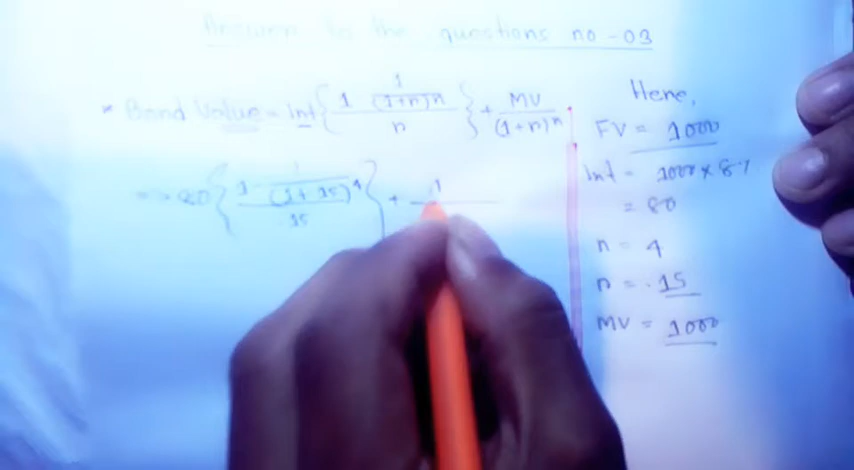 Answer to the questions no - 03
* Bond Value = Int { 1 1/(1+n)n / n } + MV/(1+n)n
=> 80 { 1 1/(1+15)4 / 15 } + 1
Here,
FV = 1000
Int = 1000 × 8%
= 80
n = 4
n = .15
MV = 1000